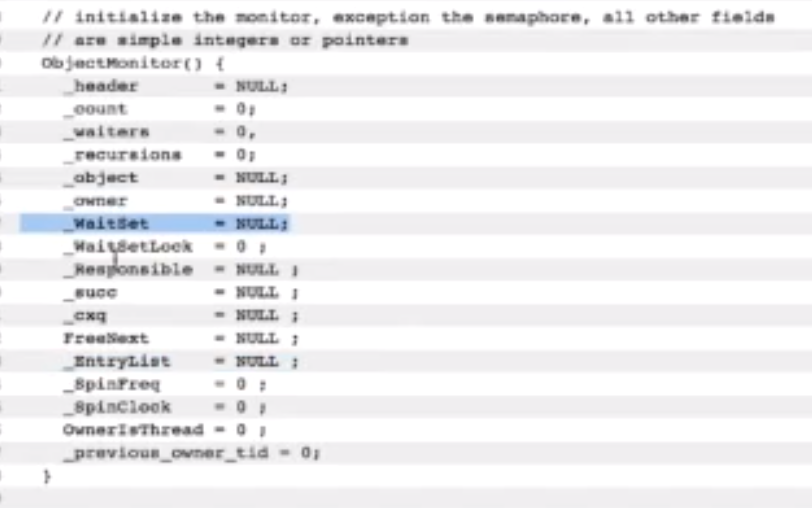 // initialize the monitor, exception the semaphore, all other fields
// are simple integers or pointers
ObjectMonitor() {
_header = NULL;
_count = 0;
_waiters = 0,
_recursions = 0;
_object = NULL;
_owner = NULL;
_WaitSet = NULL;
_WaitSetLock = 0 ;
_Responsible = NULL ;
_succ = NULL ;
_cxq = NULL ;
FreeNext = NULL ;
_EntryList = NULL ;
_SpinFreq = 0 ;
_SpinClock = 0 ;
OwnerIsThread = 0 ;
_previous_owner_tid = 0;
}